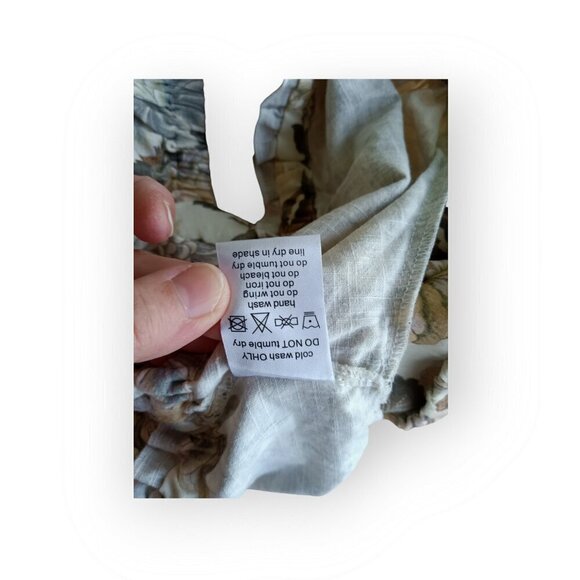 cold wash OHLY
DO NOT tumble dry
hand wash
do not wring
do not iron
do not bleach
do not tumble dry
line dry in shade